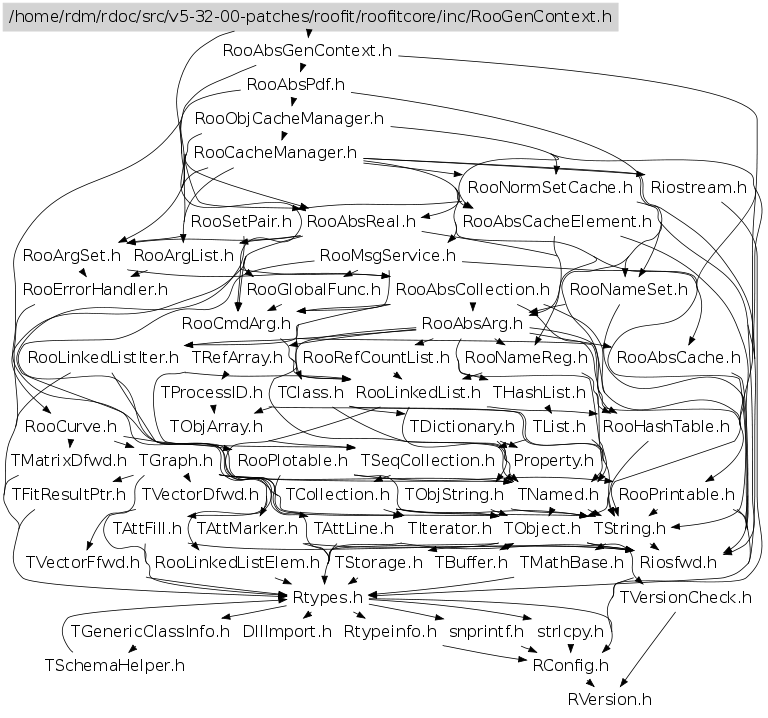 /home/rdm/rdoc/src/v5-32-00-patches/roofit/roofitcore/inc/RooGenContext.h
RooAbsGenContext.h
RooAbsPdf.h
RooObjCacheManager.h
RooCacheManager.h
RooNormSetCache.h Riostream.h
RooSetPair.h RooAbsReal.h RooAbsCacheElement.h
RooArgSet.h RooArgList.h RooMsgService.h
RooErrorHandler.h RooGlobalFunc.h RooAbsCollection.h RooNameSet.h
RooCmdArg.h RooAbsArg.h
RooLinkedListIter.h TRefArray.h RooRefCountList.h RooNameReg.h RooAbsCache.h
TProcessID.h TClass.h RooLinkedList.h THashList.h
RooCurve.h TObjArray.h TDictionary.h TList.h RooHashTable.h
TMatrixDfwd.h TGraph.h RooPlotable.h TSeqCollection.h Property.h
TFitResultPtr.h TVectorDfwd.h TCollection.h TObjString.h TNamed.h RooPrintable.h
TAttFill.h TAttMarker.h TAttLine.h TIterator.h TObject.h TString.h
TVectorFfwd.h RooLinkedListElem.h TStorage.h TBuffer.h TMathBase.h Riosfwd.h
Rtypes.h TVersionCheck.h
TGenericClassInfo.h DllImport.h Rtypeinfo.h snprintf.h strlcpy.h
TSchemaHelper.h RConfig.h
RVersion.h